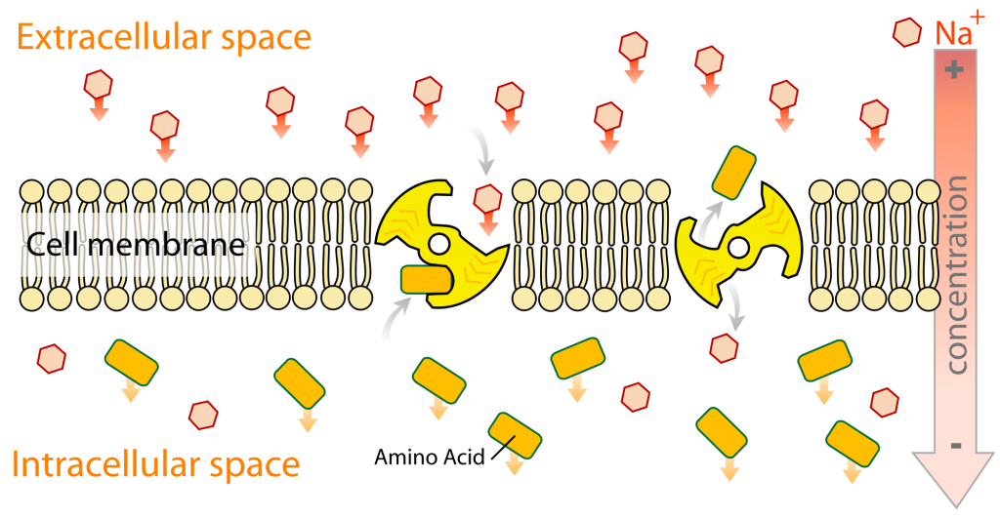 Extracellular space
Na+
+
Cell membrane
concentration
Amino Acid
-
Intracellular space